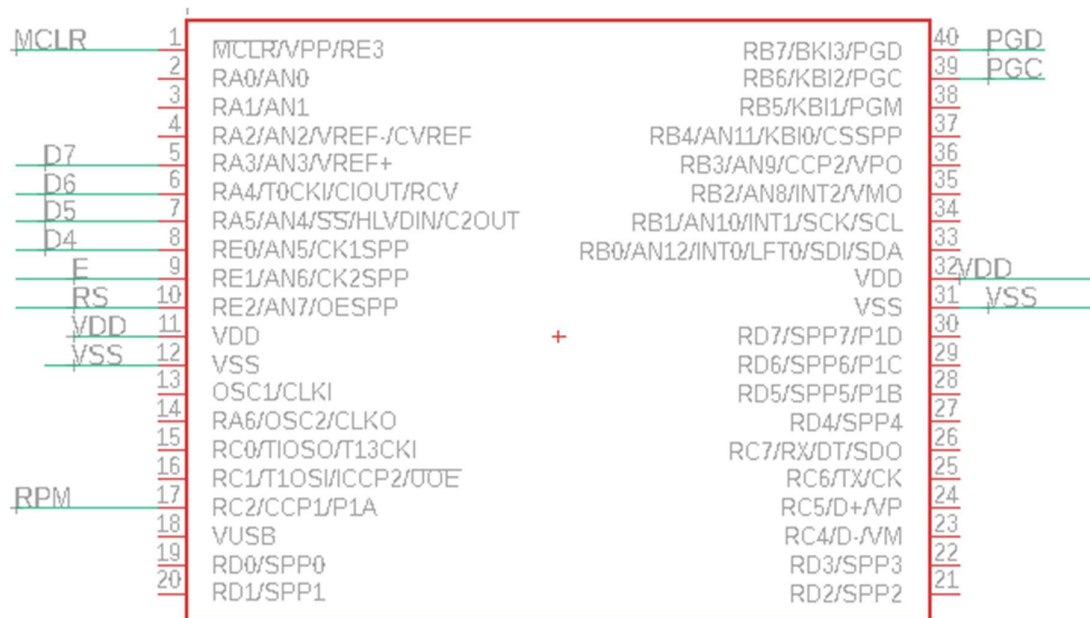 MCLR 1 MCLR/VPP/RE3 RB7/BKI3/PGD 40 PGD
2 RA0/AN0 RB6/KBI2/PGC 39 PGC
3 RA1/AN1 RB5/KBI1/PGM 38
4 RA2/AN2/VREF-/CVREF RB4/AN11/KBI0/CSSPP 37
D7 5 RA3/AN3/VREF+ RB3/AN9/CCP2/VPO 36
D6 6 RA4/T0CKI/CIOUT/RCV RB2/AN8/INT2/VMO 35
D5 7 RA5/AN4/SS/HLVDIN/C2OUT RB1/AN10/INT1/SCK/SCL 34
D4 8 RE0/AN5/CK1SPP RB0/AN12/INT0/LFT0/SDI/SDA 33
E 9 RE1/AN6/CK2SPP VDD 32 VDD
RS 10 RE2/AN7/OESPP VSS 31 VSS
VDD 11 VDD RD7/SPP7/P1D 30
VSS 12 VSS RD6/SPP6/P1C 29
13 OSC1/CLKI RD5/SPP5/P1B 28
14 RA6/OSC2/CLKO RD4/SPP4 27
15 RC0/TIOSO/T13CKI RC7/RX/DT/SDO 26
16 RC1/T1OSI/ICCP2/UOE RC6/TX/CK 25
RPM 17 RC2/CCP1/P1A RC5/D+/VP 24
18 VUSB RC4/D-/VM 23
19 RD0/SPP0 RD3/SPP3 22
20 RD1/SPP1 RD2/SPP2 21